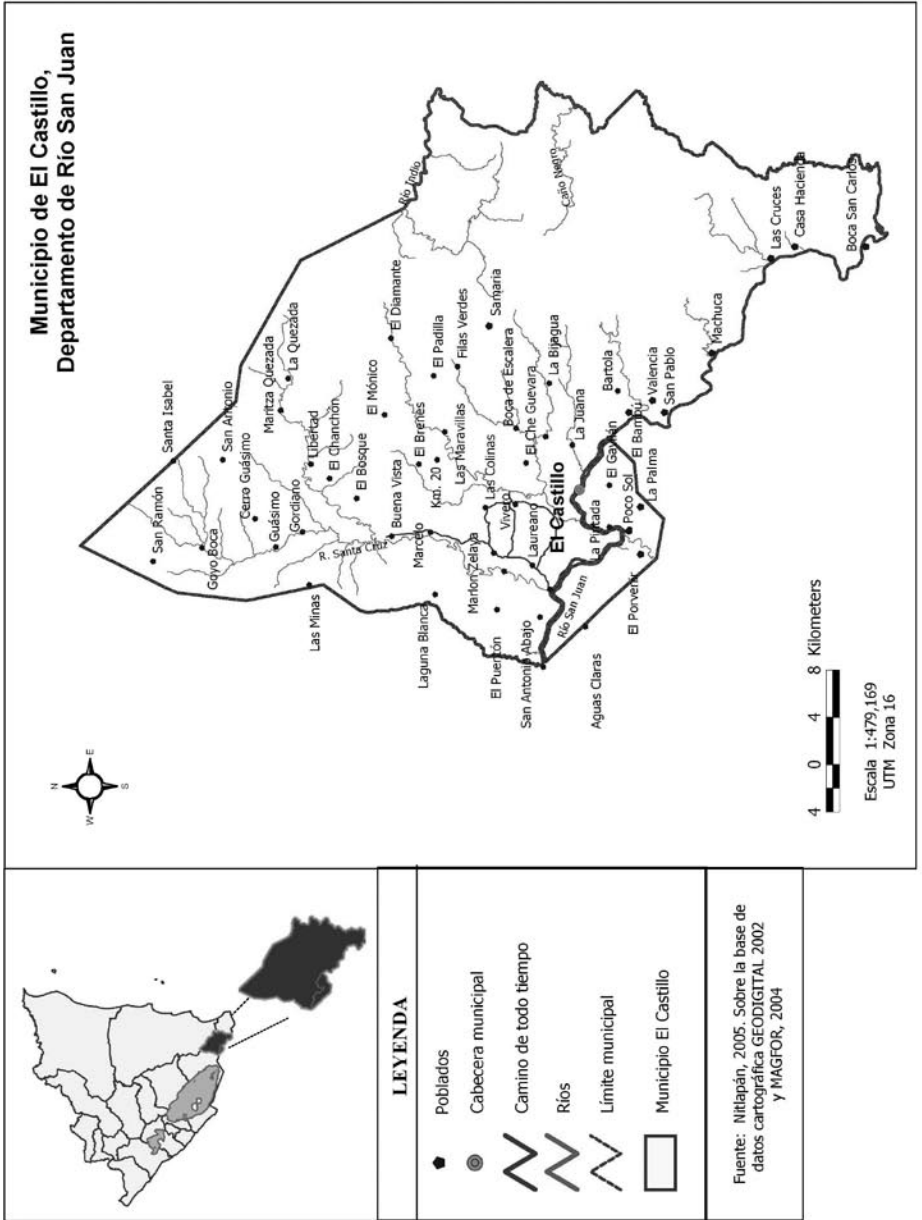 Municipio de El Castillo,
Departamento de Río San Juan
N
W
E
S
Santa Isabel
San Ramón
San Antonio
Goyo Boca
Cerro Guásimo
Guásimo
Gordiano
Maritza Quezada
La Quezada
Las Minas
Libertad
El Chanchón
El Bosque
R. Santa Cruz
El Mónico
Buena Vista
El Diamante
Río Indio
Marcelo
El Brenes
Km. 20
El Padilla
Laguna Blanca
Las Maravillas
Filas Verdes
Las Colinas
Samaria
Marlon Zelaya
Vivero
Boca de Escalera
El Puentón
El Che Guevara
Laureano
La Bijagua
Caño Negro
San Antonio Abajo
El Castillo
La Juana
Río San Juan
La Pintada
El Gavilán
Bartola
Aguas Claras
Poco Sol
El Bambú
Valencia
El Porvenir
La Palma
San Pablo
Machuca
Las Cruces
Casa Hacienda
Boca San Carlos
4 0 4 8 Kilometers
Escala 1:479,169
UTM Zona 16
LEYENDA
Poblados
Cabecera municipal
Camino de todo tiempo
Ríos
Límite municipal
Municipio El Castillo
Fuente: Nitlapán, 2005. Sobre la base de
datos cartográfica GEODIGITAL 2002
y MAGFOR, 2004